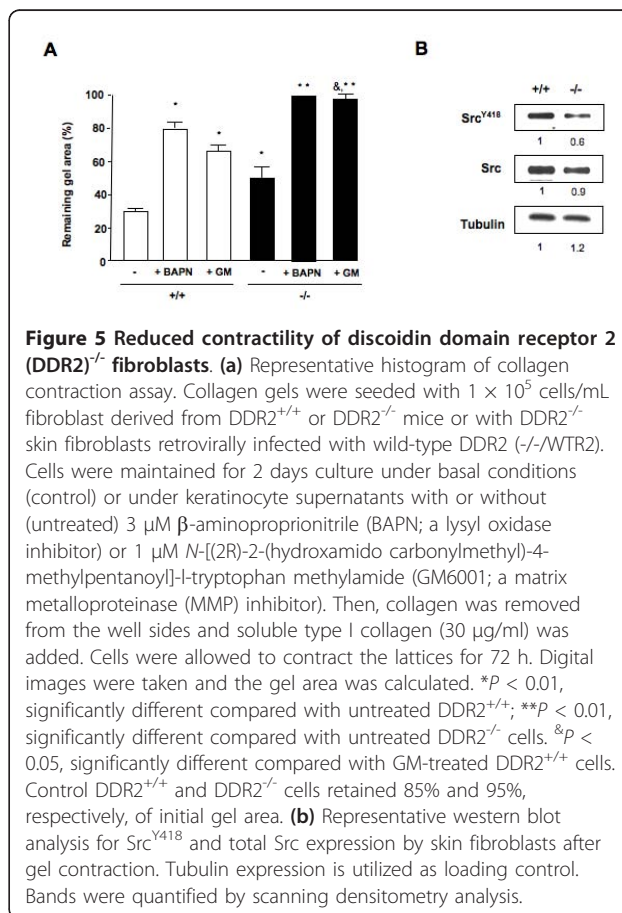 A
B
* ** &,** * * *
100
80
60
40
20
0
Remaining gel area (%)
- + BAPN + GM - + BAPN + GM
+/+ -/-
+/+ -/-
SrcY418
1 0.6
Src
1 0.9
Tubulin
1 1.2
Figure 5 Reduced contractility of discoidin domain receptor 2
(DDR2)-/- fibroblasts. (a) Representative histogram of collagen
contraction assay. Collagen gels were seeded with 1 × 10⁵ cells/mL
fibroblast derived from DDR2+/+ or DDR2-/- mice or with DDR2-/-
skin fibroblasts retrovirally infected with wild-type DDR2 (-/-/WTR2).
Cells were maintained for 2 days culture under basal conditions
(control) or under keratinocyte supernatants with or without
(untreated) 3 μM β-aminoproprionitrile (BAPN; a lysyl oxidase
inhibitor) or 1 μM N-[(2R)-2-(hydroxamido carbonylmethyl)-4-
methylpentanoyl]-l-tryptophan methylamide (GM6001; a matrix
metalloproteinase (MMP) inhibitor). Then, collagen was removed
from the well sides and soluble type I collagen (30 μg/ml) was
added. Cells were allowed to contract the lattices for 72 h. Digital
images were taken and the gel area was calculated. *P < 0.01,
significantly different compared with untreated DDR2+/+; **P < 0.01,
significantly different compared with untreated DDR2-/- cells. &P <
0.05, significantly different compared with GM-treated DDR2+/+ cells.
Control DDR2+/+ and DDR2-/- cells retained 85% and 95%,
respectively, of initial gel area. (b) Representative western blot
analysis for SrcY418 and total Src expression by skin fibroblasts after
gel contraction. Tubulin expression is utilized as loading control.
Bands were quantified by scanning densitometry analysis.